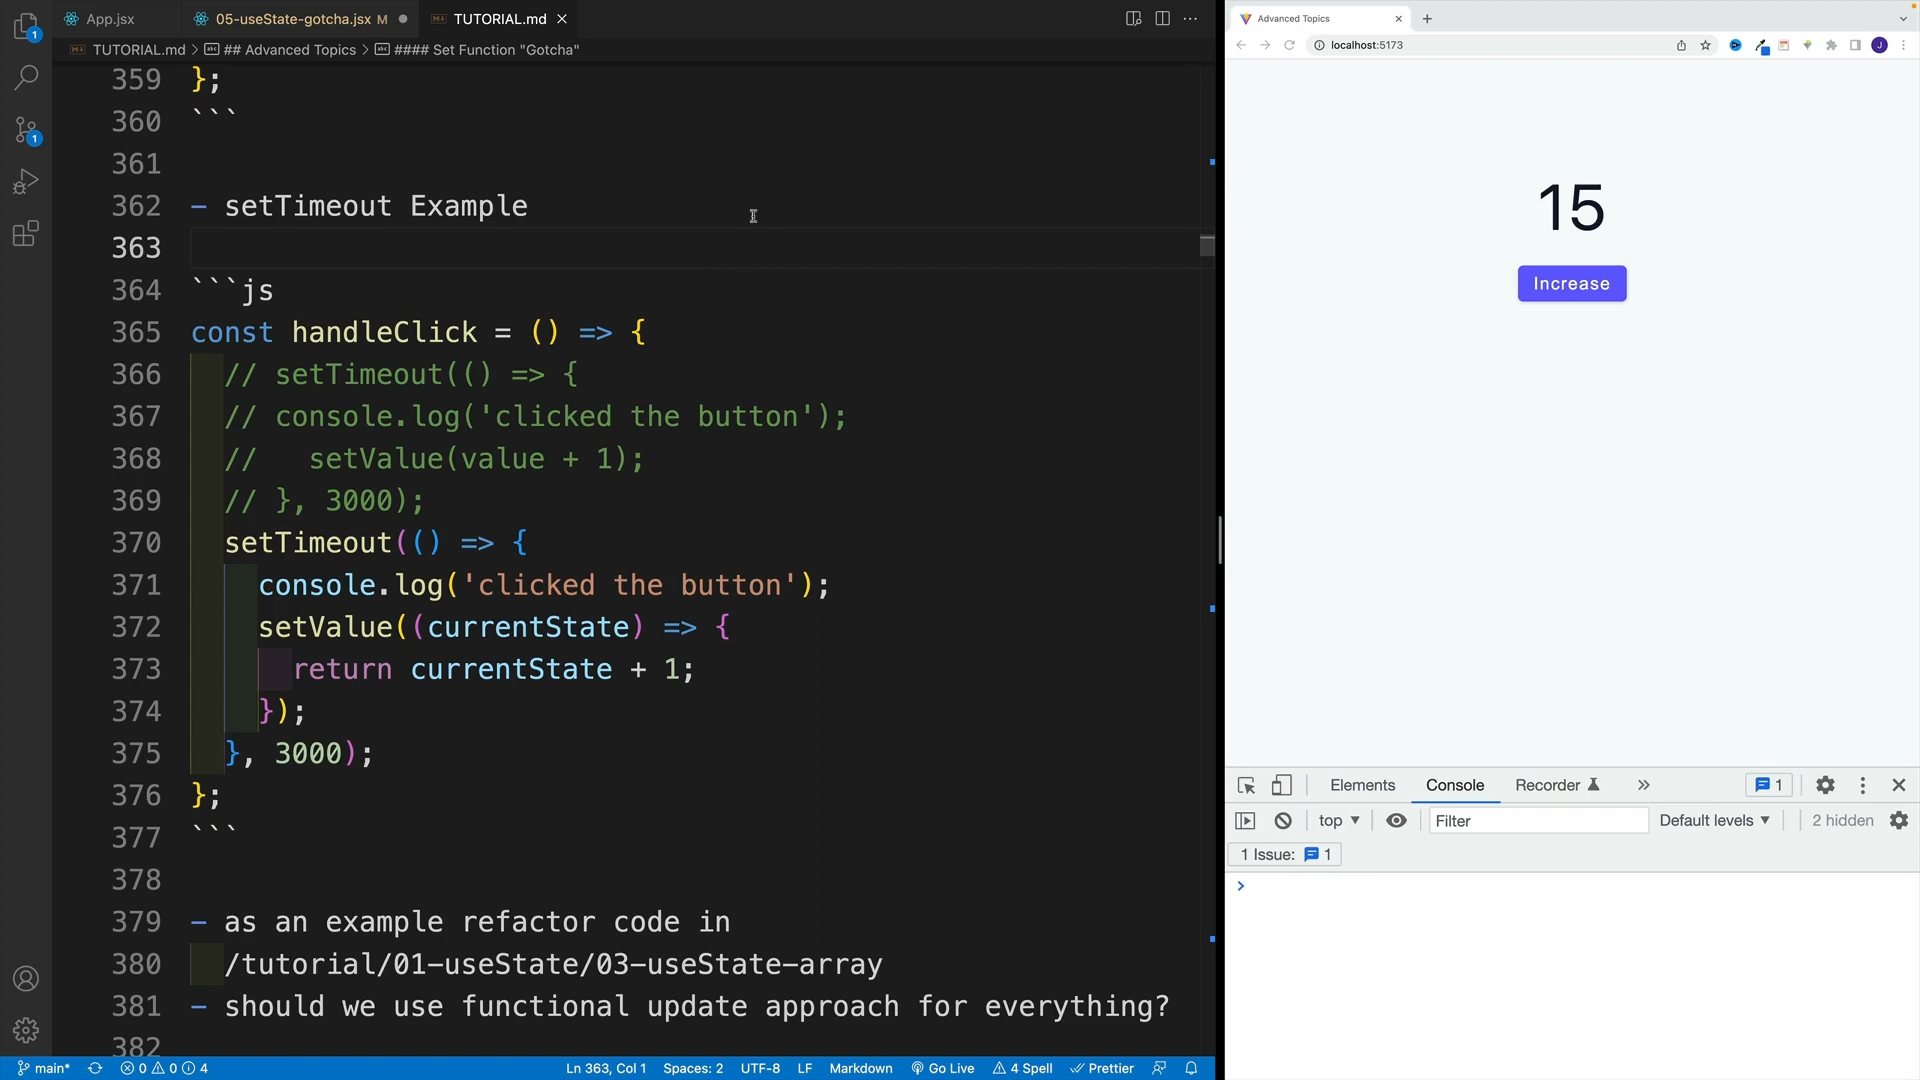 App.jsx
05-useState-gotcha.jsx M
TUTORIAL.md
TUTORIAL.md > ## Advanced Topics > #### Set Function "Gotcha"
359 };
360 ```
361
362 - setTimeout Example
363
364 ```js
365 const handleClick = () => {
366 // setTimeout(() => {
367 // console.log('clicked the button');
368 //   setValue(value + 1);
369 // }, 3000);
370 setTimeout(() => {
371 console.log('clicked the button');
372 setValue((currentState) => {
373 return currentState + 1;
374 });
375 }, 3000);
376 };
377 ```
378
379 - as an example refactor code in
380 /tutorial/01-useState/03-useState-array
381 - should we use functional update approach for everything?
382
1
1
main* 0 0 4 Ln 363, Col 1 Spaces: 2 UTF-8 LF Markdown Go Live 4 Spell Prettier
Advanced Topics
localhost:5173
J
15
Increase
Elements Console Recorder 1
top Filter Default levels 2 hidden
1 Issue: 1